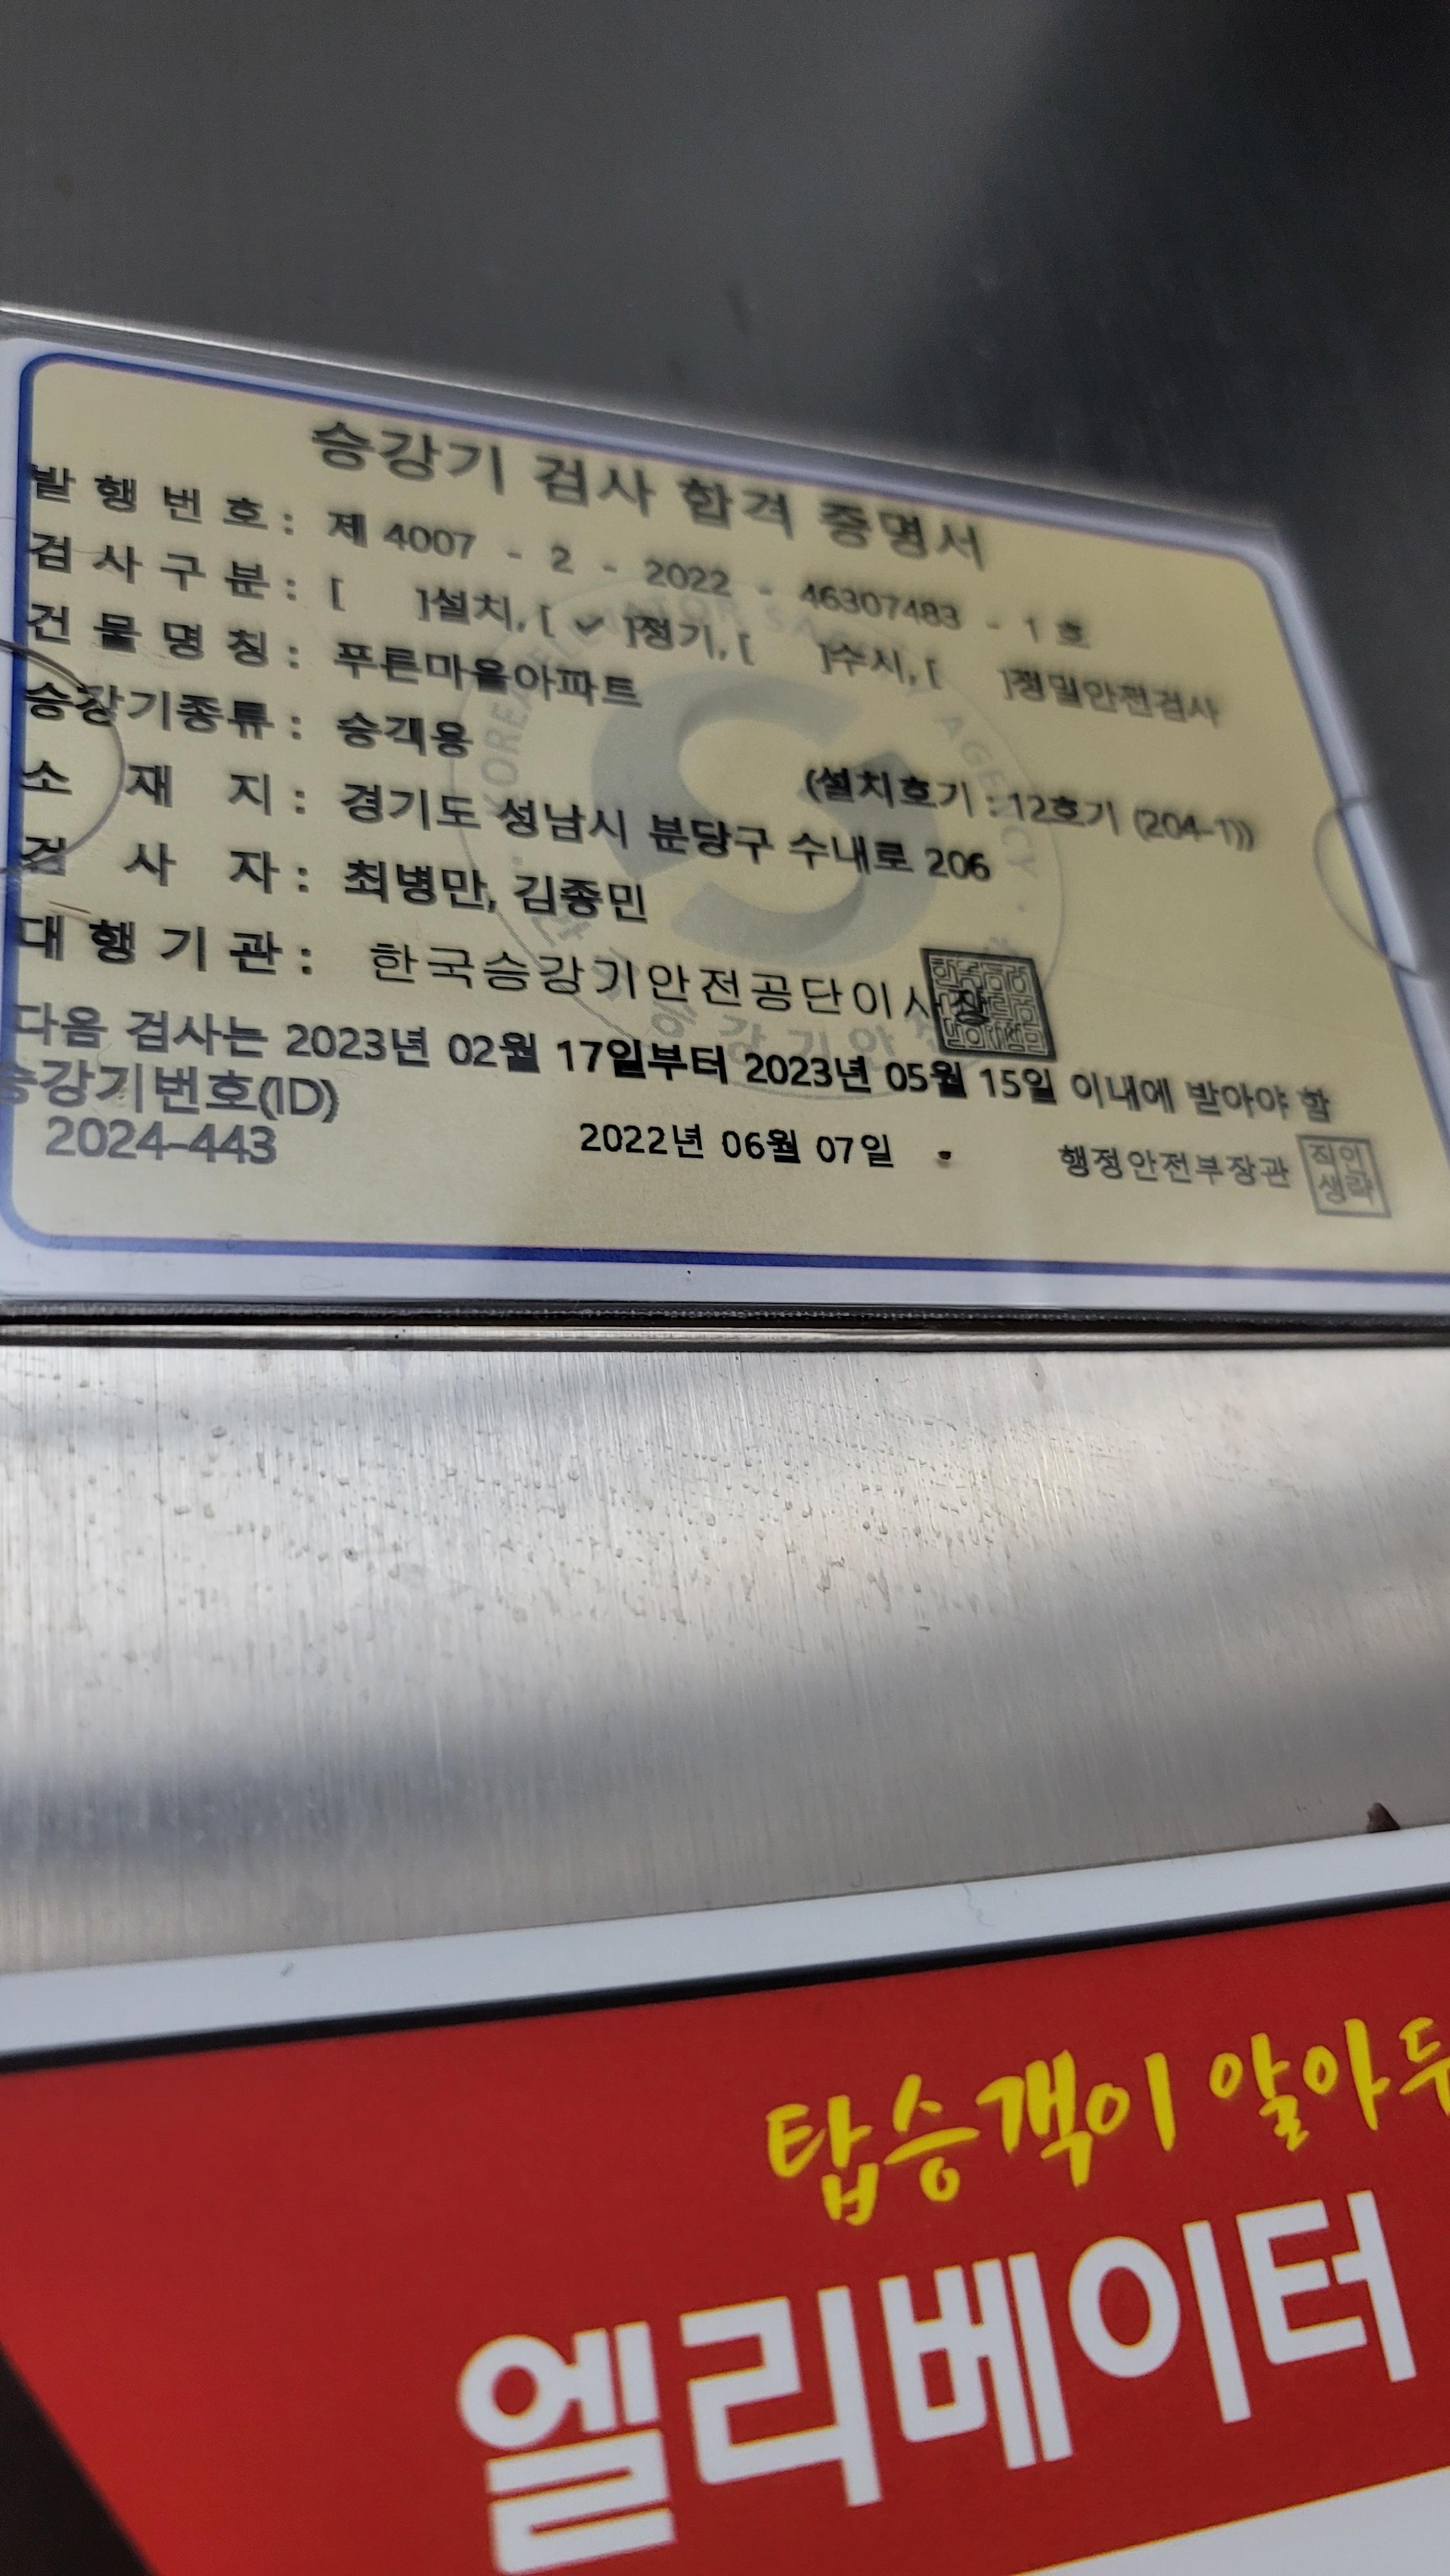 승강기 검사 합격 증명서
발행번호 : 제 4007 - 2 - 2022 - 46307483 - 1 호
검사구분 : [ ]설치, [ ✔ ]정기, [ ]수시, [ ]정밀안전검사
건물명칭 : 푸른마을아파트
승강기종류 : 승객용
(설치호기 : 12호기 (204-1))
소재지 : 경기도 성남시 분당구 수내로 206
검사자 : 최병만, 김종민
대행기관 : 한국승강기안전공단이사장
다음 검사는 2023년 02월 17일부터 2023년 05월 15일 이내에 받아야 함
승강기번호(ID)
2024-443
2022년 06월 07일
행정안전부장관
직인
생략
탑승객이 알아두
엘리베이터